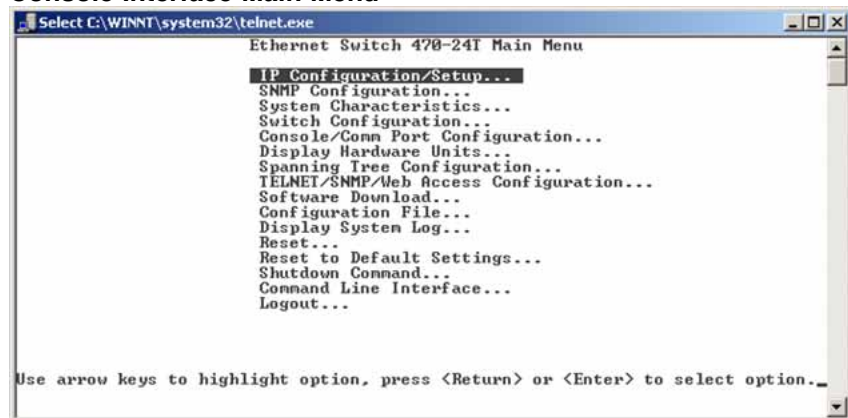 Console Interface Main Menu
Select C:\WINNT\system32\telnet.exe
Ethernet Switch 470-24T Main Menu
IP Configuration/Setup...
SNMP Configuration...
System Characteristics...
Switch Configuration...
Console/Comm Port Configuration...
Display Hardware Units...
Spanning Tree Configuration...
TELNET/SNMP/Web Access Configuration...
Software Download...
Configuration File...
Display System Log...
Reset...
Reset to Default Settings...
Shutdown Command...
Command Line Interface...
Logout...
Use arrow keys to highlight option, press <Return> or <Enter> to select option.